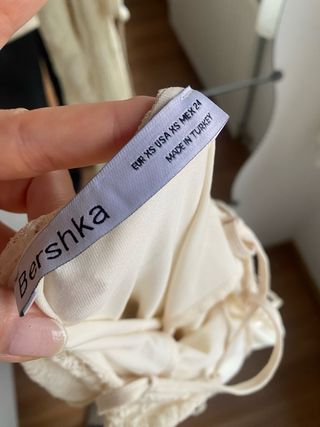 Bershka
EUR XS USA XS MEX 24
MADE IN TURKEY